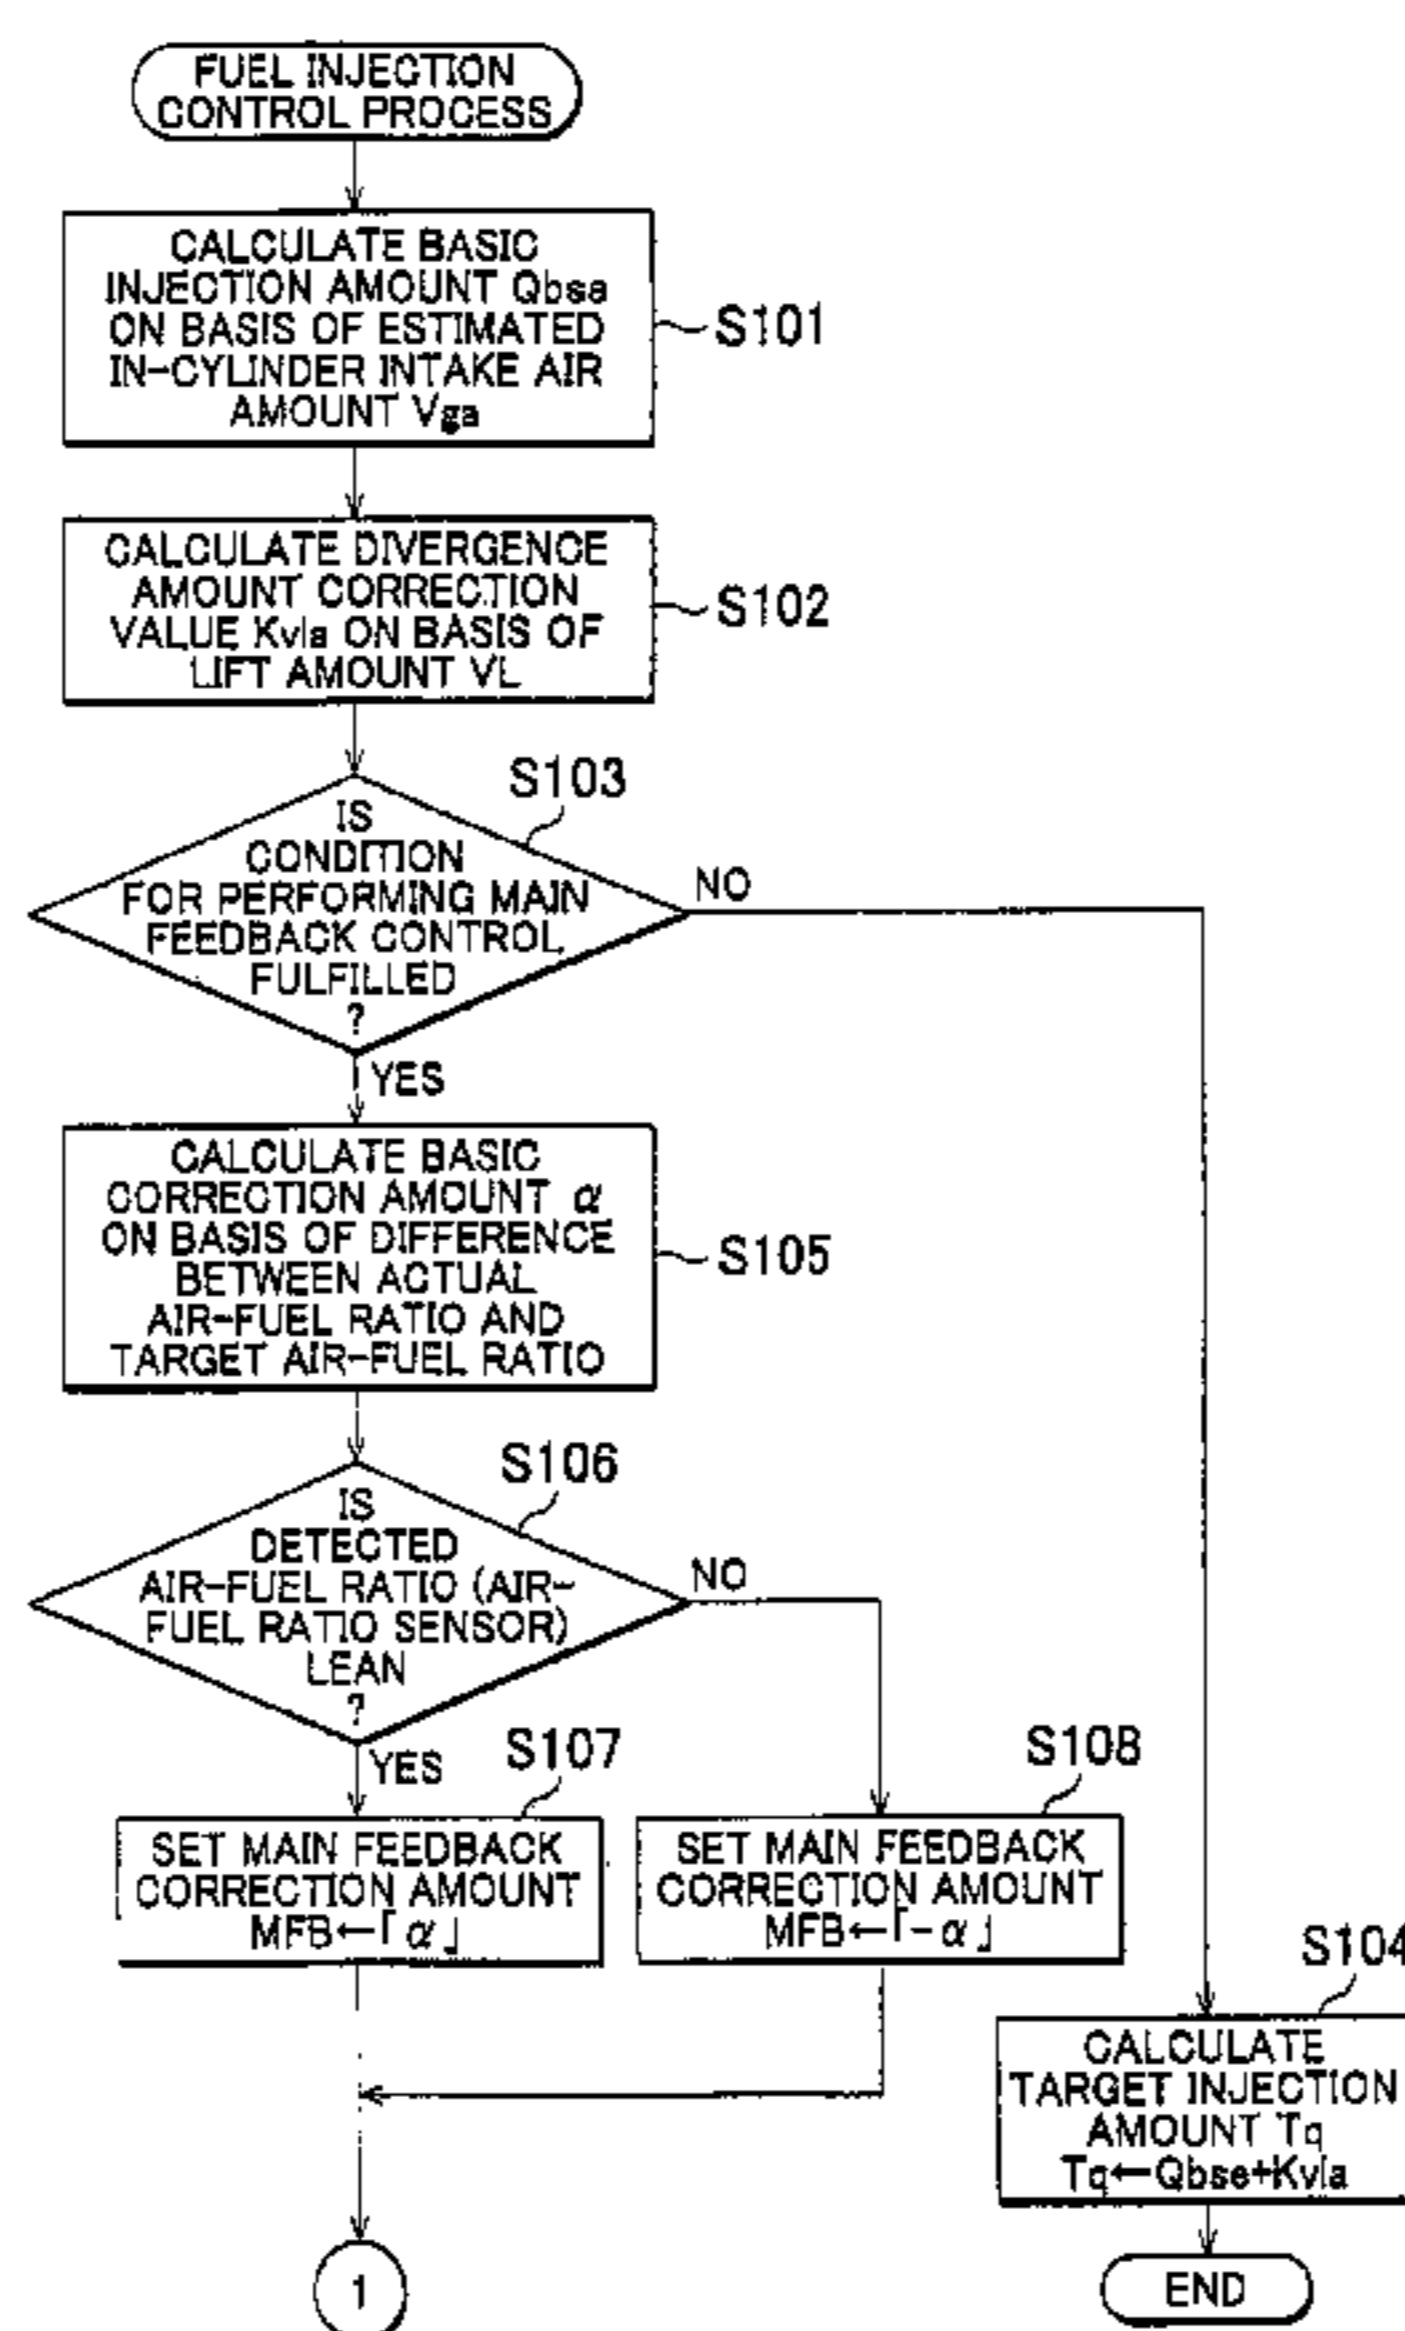 FUEL INJECTION
CONTROL PROCESS
CALCULATE BASIC
INJECTION AMOUNT Qbsa
ON BASIS OF ESTIMATED
IN-CYLINDER INTAKE AIR
AMOUNT Vga
S101
CALCULATE DIVERGENCE
AMOUNT CORRECTION
VALUE Kvla ON BASIS OF
LIFT AMOUNT VL
S102
S103
IS
CONDITION
FOR PERFORMING MAIN
FEEDBACK CONTROL
FULFILLED
?
NO
YES
CALCULATE BASIC
CORRECTION AMOUNT α
ON BASIS OF DIFFERENCE
BETWEEN ACTUAL
AIR-FUEL RATIO AND
TARGET AIR-FUEL RATIO
S105
S106
IS
DETECTED
AIR-FUEL RATIO (AIR-
FUEL RATIO SENSOR)
LEAN
?
NO
YES
S107
SET MAIN FEEDBACK
CORRECTION AMOUNT
MFB←「α」
S108
SET MAIN FEEDBACK
CORRECTION AMOUNT
MFB←「-α」
S104
CALCULATE
TARGET INJECTION
AMOUNT Tq
Tq←Qbse+Kvla
1
END